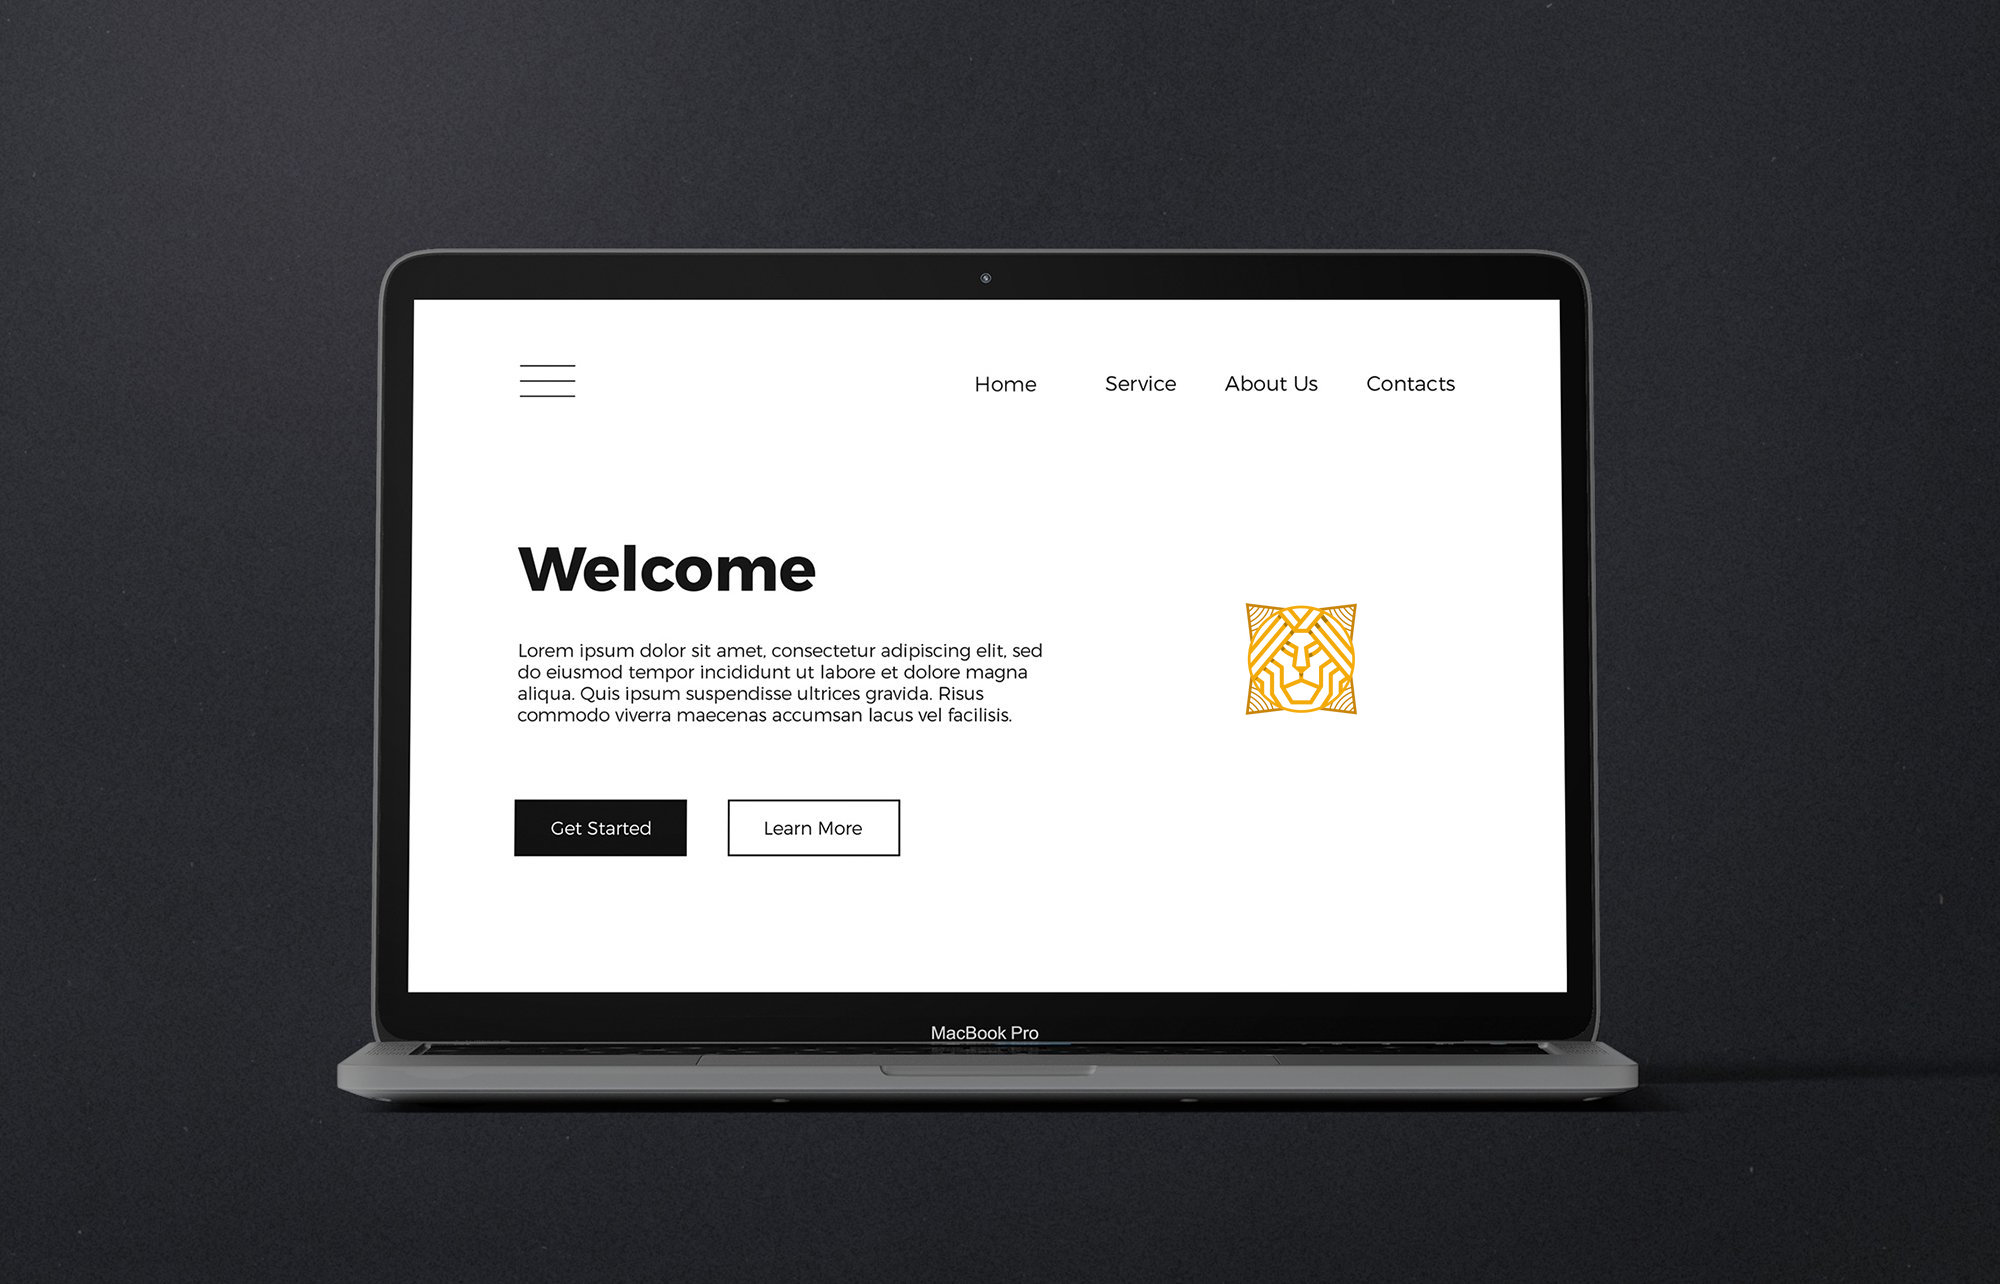 Home Service About Us Contacts
Welcome
Lorem ipsum dolor sit amet, consectetur adipiscing elit, sed
do eiusmod tempor incididunt ut labore et dolore magna
aliqua. Quis ipsum suspendisse ultrices gravida. Risus
commodo viverra maecenas accumsan lacus vel facilisis.
Get Started Learn More
MacBook Pro